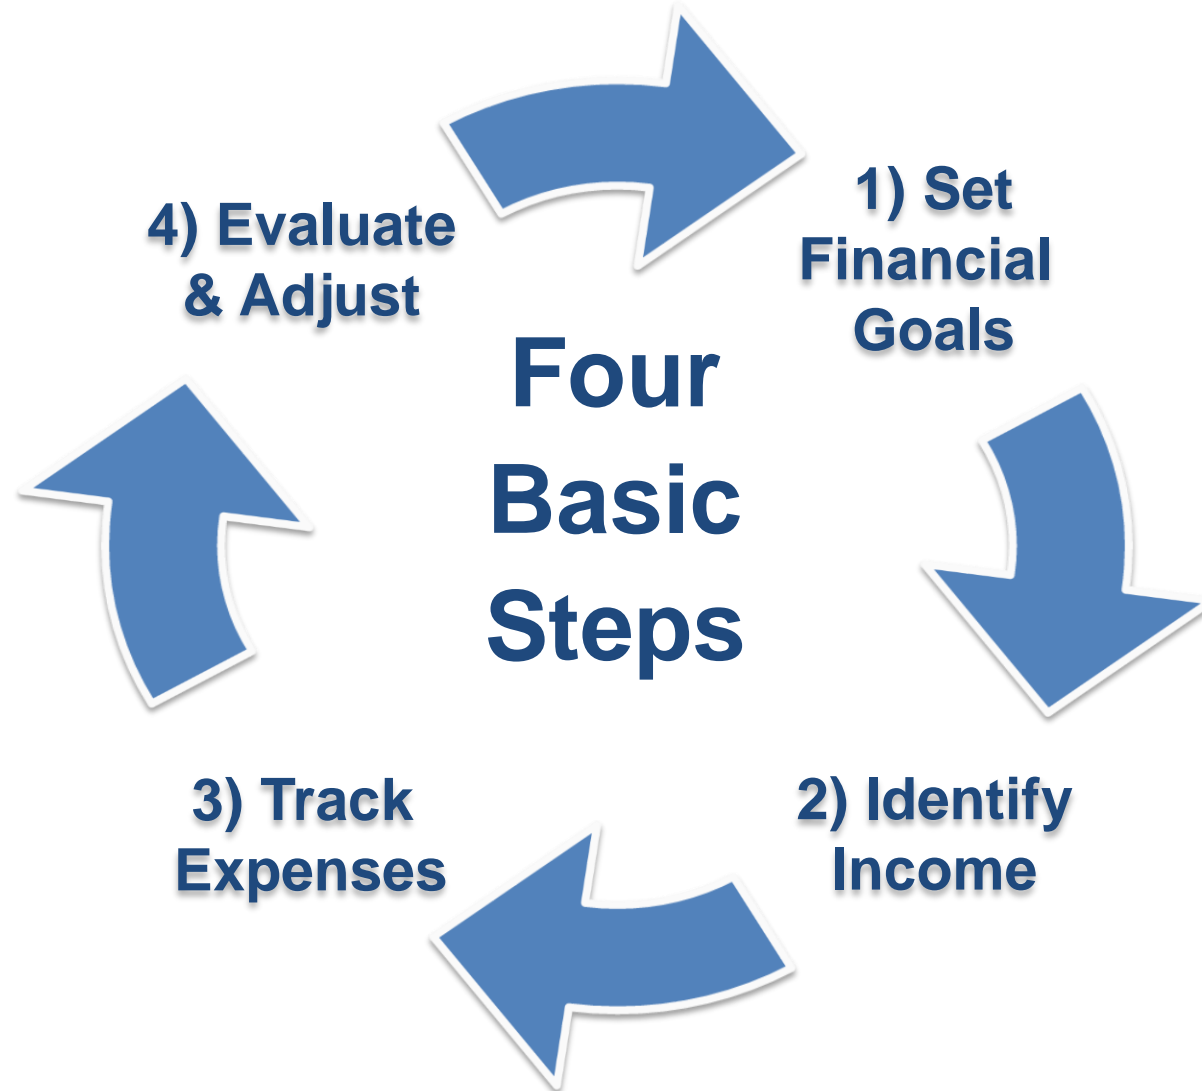 Four
Basic
Steps
1) Set
Financial
Goals
2) Identify
Income
3) Track
Expenses
4) Evaluate
& Adjust